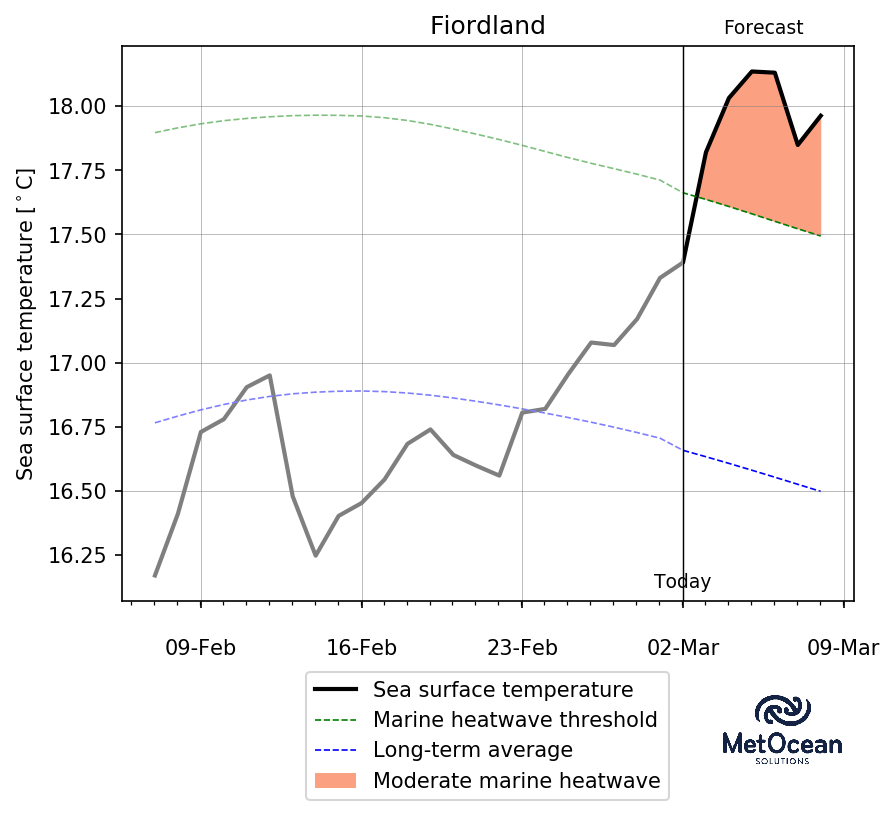 Fiordland
Forecast
Sea surface temperature [°C]
18.00
17.75
17.50
17.25
17.00
16.75
16.50
16.25
Today
09-Feb 16-Feb 23-Feb 02-Mar 09-Mar
Sea surface temperature
Marine heatwave threshold
Long-term average
Moderate marine heatwave
MetOcean
SOLUTIONS